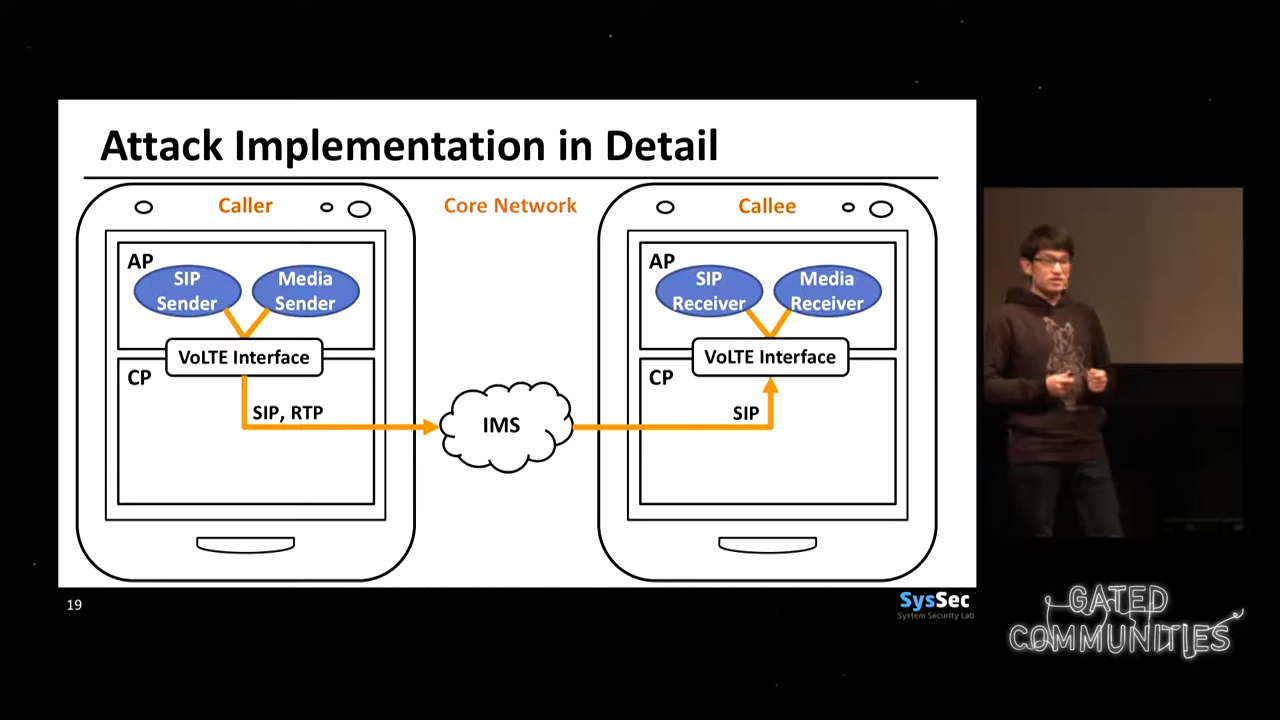 Attack Implementation in Detail
Caller
Core Network
Callee
AP
SIP
Sender
Media
Sender
VoLTE Interface
CP
SIP, RTP
IMS
AP
SIP
Receiver
Media
Receiver
VoLTE Interface
CP
SIP
19
SysSec
System Security Lab
GATED
COMMUNITIES